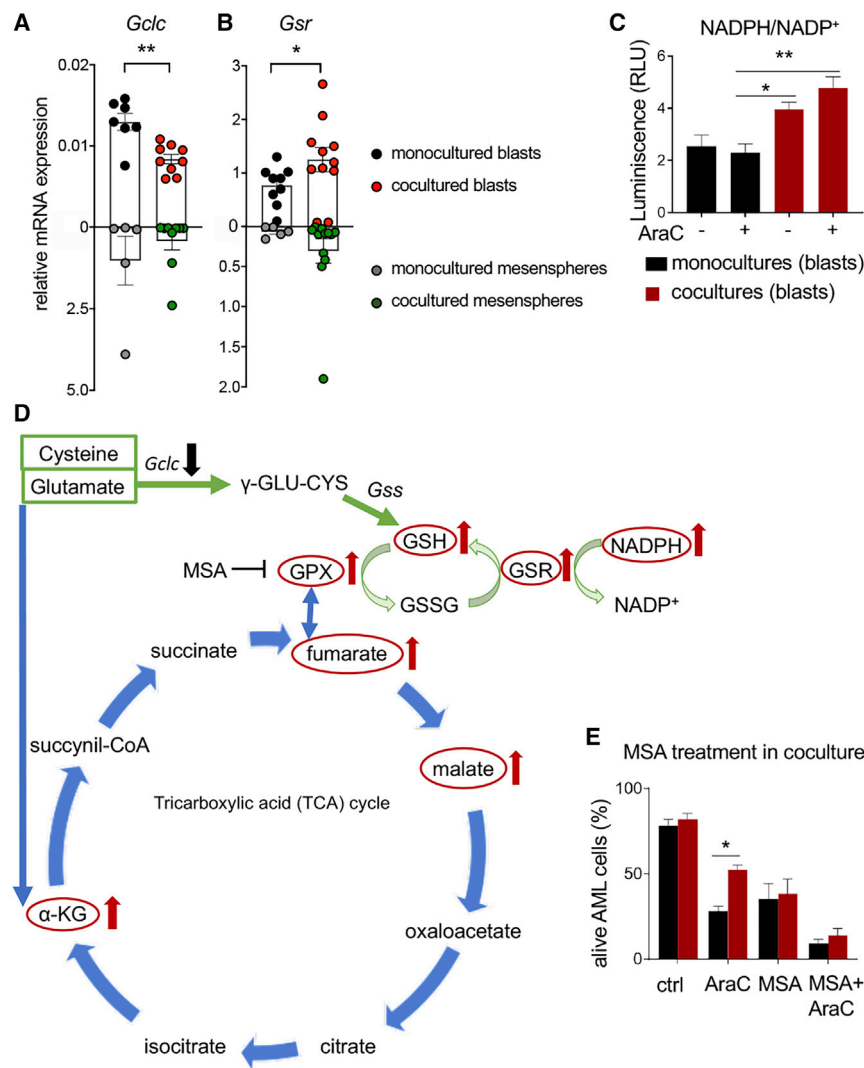 A
Gclc
**
0.02
0.01
0
2.5
5.0
relative mRNA expression
B
Gsr
*
3
2
1
0
0.5
1.0
1.5
2.0
monocultured blasts
cocultured blasts
monocultured mesenspheres
cocultured mesenspheres
C
NADPH/NADP⁺
**
*
6
4
2
0
Luminiscence (RLU)
AraC - + - +
monocultures (blasts)
cocultures (blasts)
D
Cysteine
Glutamate
Gclc
γ-GLU-CYS
Gss
GSH
NADPH
MSA
GPX
GSR
GSSG
NADP⁺
succinate
fumarate
succynil-CoA
malate
Tricarboxylic acid (TCA) cycle
α-KG
oxaloacetate
isocitrate
citrate
E
MSA treatment in coculture
100
50
0
alive AML cells (%)
*
ctrl AraC MSA MSA+
AraC